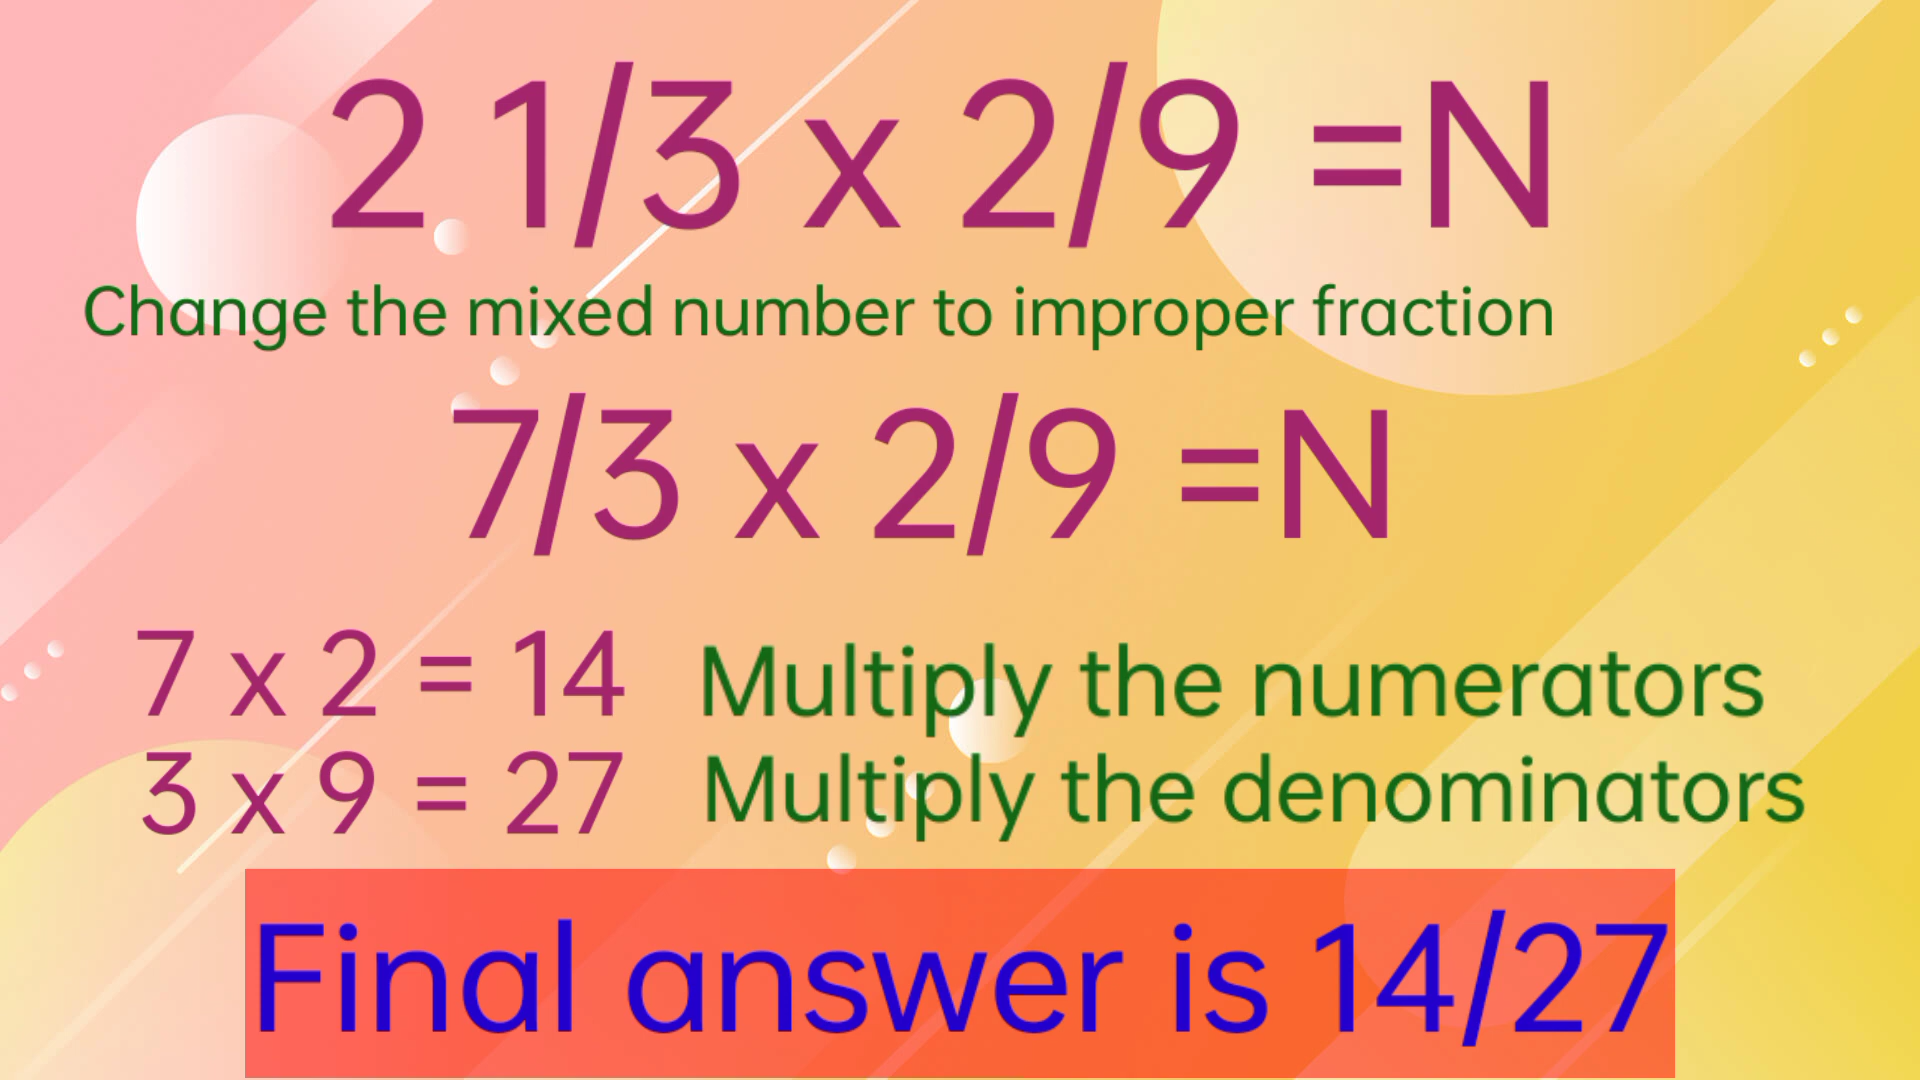 2 1/3 x 2/9 =N
Change the mixed number to improper fraction
7/3 x 2/9 =N
7 x 2 = 14 Multiply the numerators
3 x 9 = 27 Multiply the denominators
Final answer is 14/27